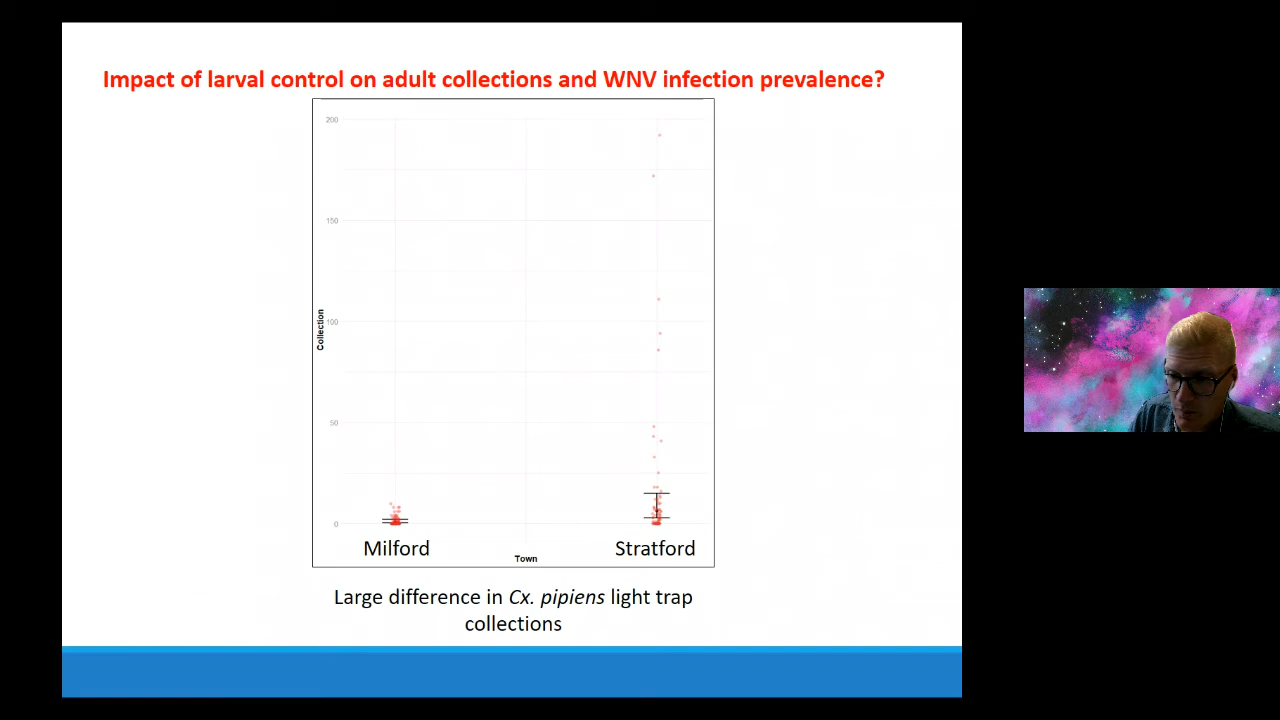 Impact of larval control on adult collections and WNV infection prevalence?
200
150
100
50
0
Collection
Milford
Stratford
Town
Large difference in Cx. pipiens light trap
collections